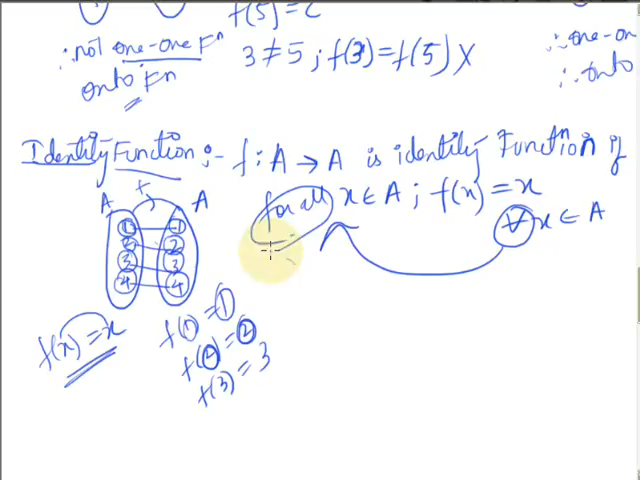 f(5) = c
∴ not one-one Fn
3 ≠ 5 ; f(3) = f(5) X
∴ one-on
onto Fn
∴ onto
Identity Function :- f : A → A is identity Function if
for all x ∈ A ; f(x) = x
∀ x ∈ A
A f A
1 1
2 2
3 3
4 4
f(x) = x
f(1) = 1
f(2) = 2
f(3) = 3